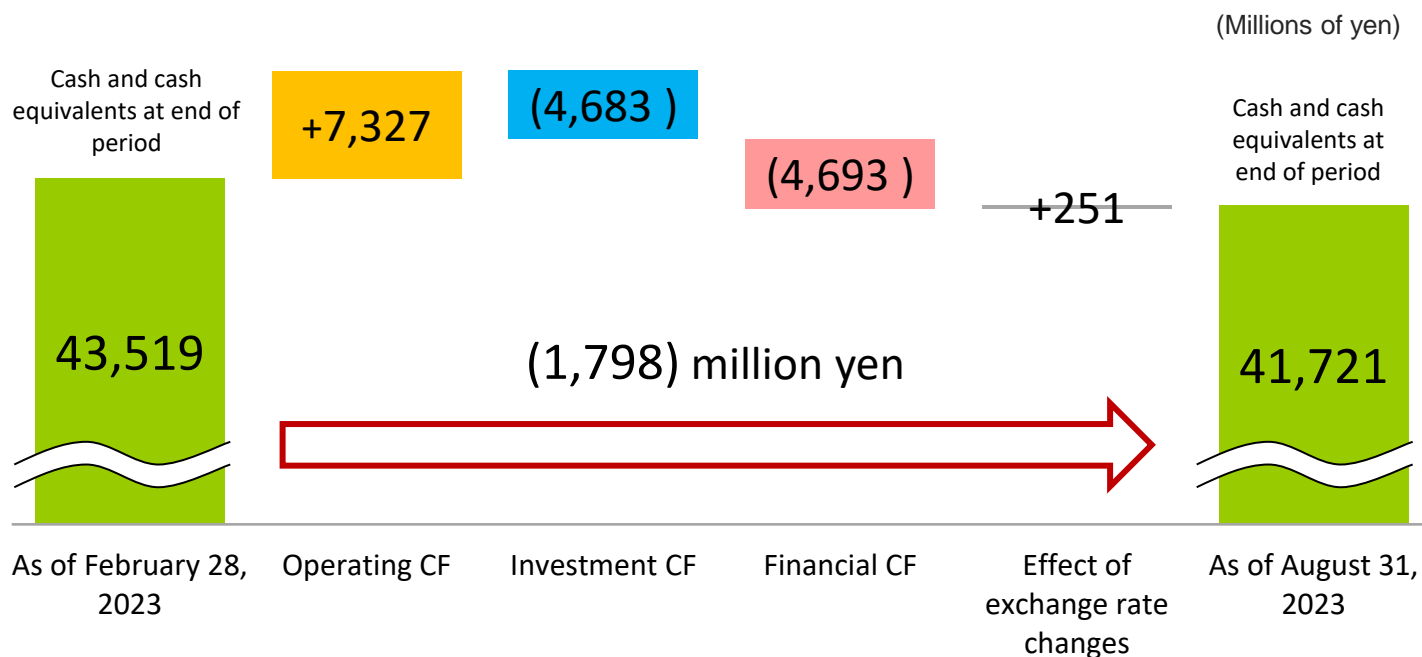 (Millions of yen)
Cash and cash
equivalents at end of
period
+7,327
(4,683 )
(4,693 )
+251
Cash and cash
equivalents at
end of period
43,519
(1,798) million yen
41,721
As of February 28,
2023
Operating CF
Investment CF
Financial CF
Effect of
exchange rate
changes
As of August 31,
2023